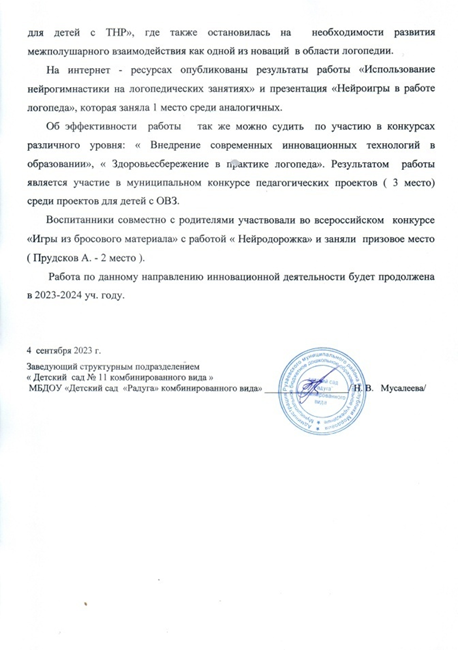 для детей с ТНР», где также остановилась на необходимости развития
межполушарного взаимодействия как одной из новаций в области логопедии.
На интернет - ресурсах опубликованы результаты работы «Использование
нейрогимнастики на логопедических занятиях» и презентация «Нейроигры в работе
логопеда», которая заняла 1 место среди аналогичных.
Об эффективности работы так же можно судить по участию в конкурсах
различного уровня: « Внедрение современных инновационных технологий в
образовании», « Здоровьесбережение в практике логопеда». Результатом работы
является участие в муниципальном конкурсе педагогических проектов ( 3 место)
среди проектов для детей с ОВЗ.
Воспитанники совместно с родителями участвовали во всероссийском конкурсе
«Игры из бросового материала» с работой « Нейродорожка» и заняли призовое место
( Прудсков А. - 2 место ).
Работа по данному направлению инновационной деятельности будет продолжена
в 2023-2024 уч. году.
4 сентября 2023 г.
Заведующий структурным подразделением
« Детский сад № 11 комбинированного вида »
МБДОУ «Детский сад «Радуга» комбинированного вида» Н. В. Мусалеева/